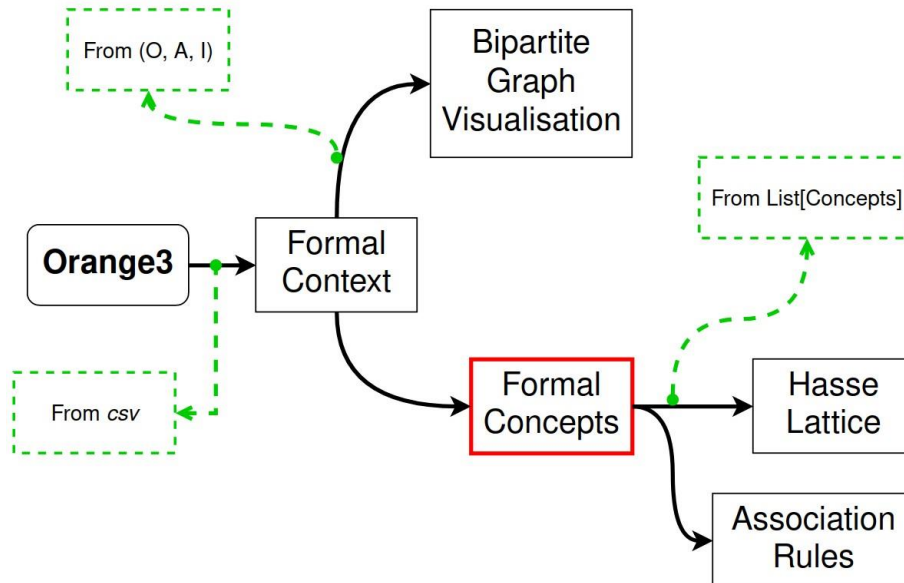 From (O, A, I)
Bipartite
Graph
Visualisation
From List[Concepts]
Orange3
Formal
Context
From csv
Formal
Concepts
Hasse
Lattice
Association
Rules